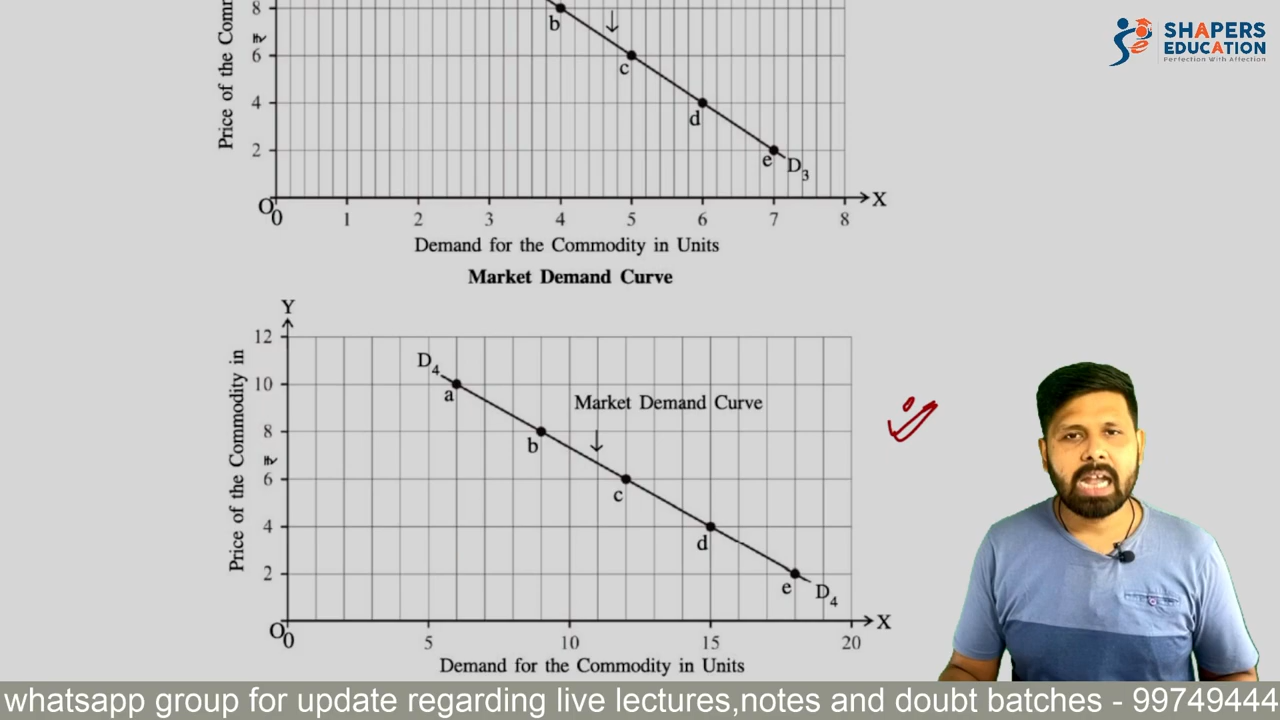 SHAPERS
EDUCATION
Perfection With Affection
Price of the Comm
8
6
4
2
b
c
d
e
D3
O
0 1 2 3 4 5 6 7 8
X
Demand for the Commodity in Units
Market Demand Curve
Y
Price of the Commodity in
12
10
8
6
4
2
D4
a
Market Demand Curve
b
c
d
e
D4
O
0 5 10 15 20
X
Demand for the Commodity in Units
whatsapp group for update regarding live lectures,notes and doubt batches - 99749444